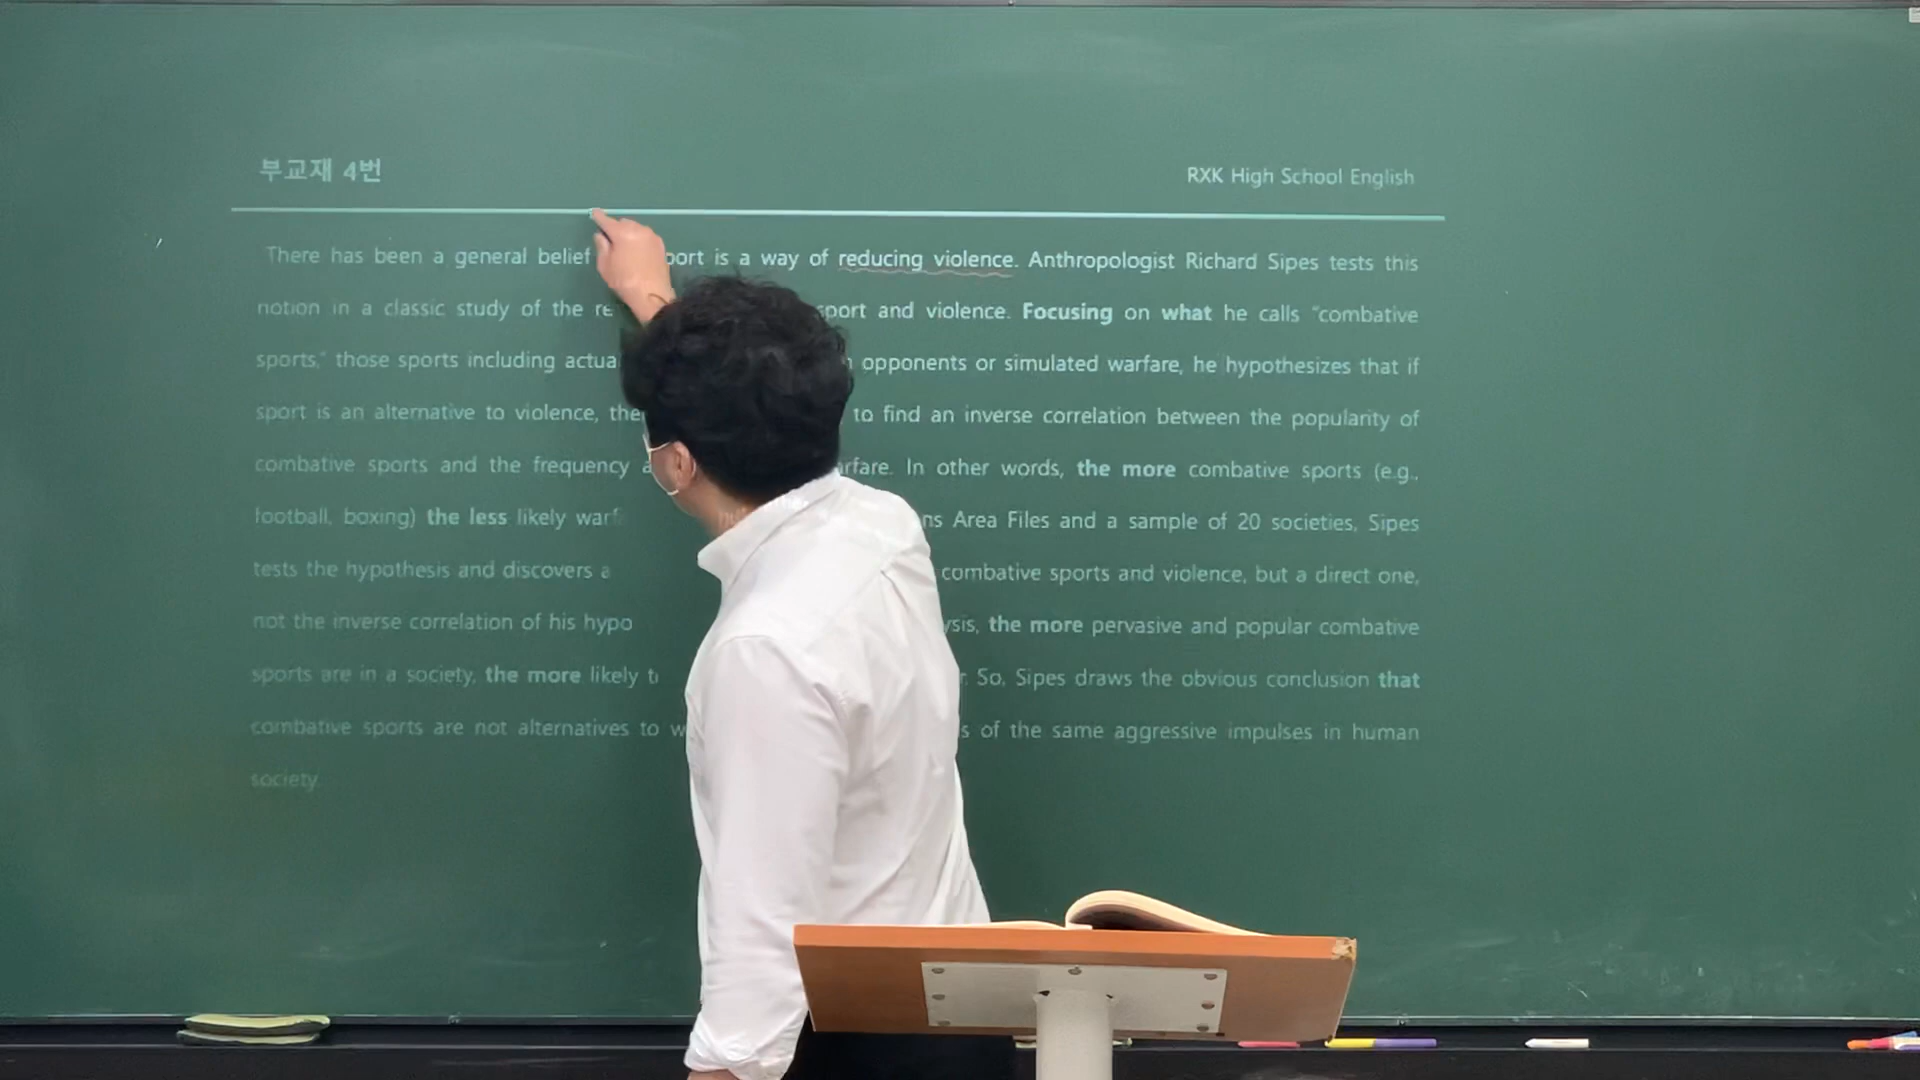 부교재 4번
RXK High School English
There has been a general belief port is a way of reducing violence. Anthropologist Richard Sipes tests this
notion in a classic study of the re sport and violence. Focusing on what he calls “combative
sports,” those sports including actua opponents or simulated warfare, he hypothesizes that if
sport is an alternative to violence, the to find an inverse correlation between the popularity of
combative sports and the frequency a arfare. In other words, the more combative sports (e.g.,
football, boxing) the less likely warf ns Area Files and a sample of 20 societies, Sipes
tests the hypothesis and discovers a combative sports and violence, but a direct one,
not the inverse correlation of his hypo ysis, the more pervasive and popular combative
sports are in a society, the more likely t r. So, Sipes draws the obvious conclusion that
combative sports are not alternatives to w s of the same aggressive impulses in human
society.